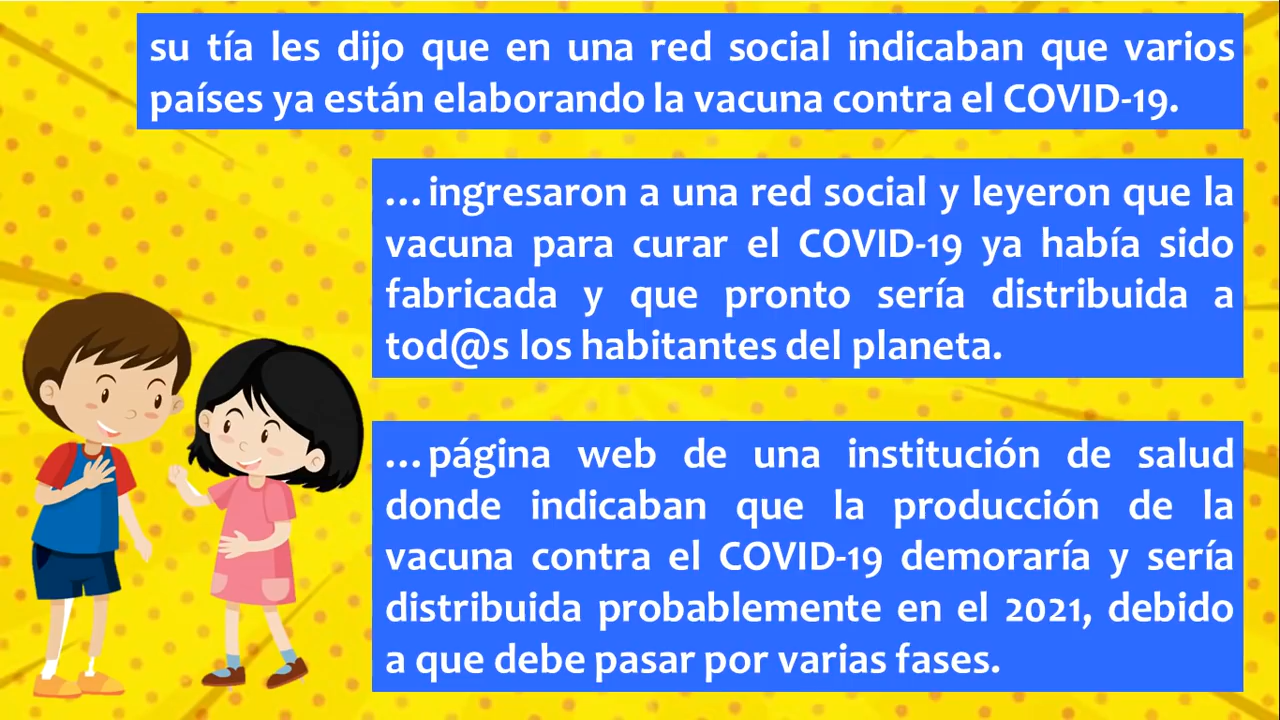 su tía les dijo que en una red social indicaban que varios
países ya están elaborando la vacuna contra el COVID-19.
...ingresaron a una red social y leyeron que la
vacuna para curar el COVID-19 ya había sido
fabricada y que pronto sería distribuida a
tod@s los habitantes del planeta.
...página web de una institución de salud
donde indicaban que la producción de la
vacuna contra el COVID-19 demoraría y sería
distribuida probablemente en el 2021, debido
a que debe pasar por varias fases.